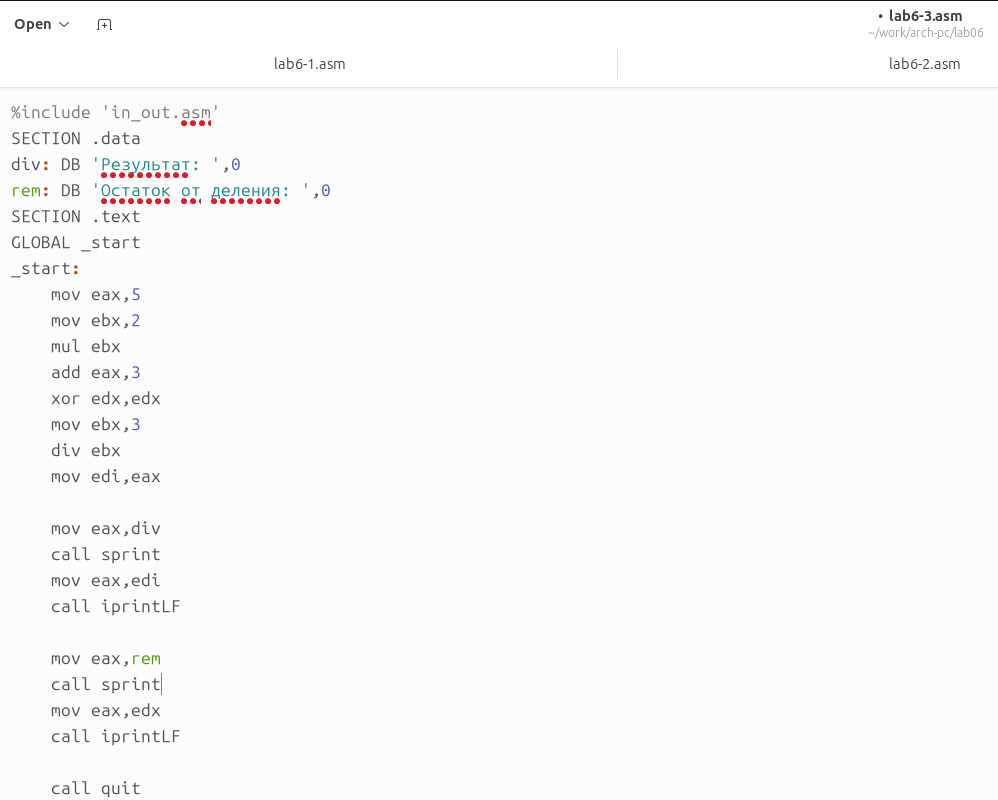 Open
• lab6-3.asm
~/work/arch-pc/lab06
lab6-1.asm
lab6-2.asm
%include 'in_out.asm'
SECTION .data
div: DB 'Результат: ',0
rem: DB 'Остаток от деления: ',0
SECTION .text
GLOBAL _start
_start:
    mov eax,5
    mov ebx,2
    mul ebx
    add eax,3
    xor edx,edx
    mov ebx,3
    div ebx
    mov edi,eax

    mov eax,div
    call sprint
    mov eax,edi
    call iprintLF

    mov eax,rem
    call sprint
    mov eax,edx
    call iprintLF

    call quit